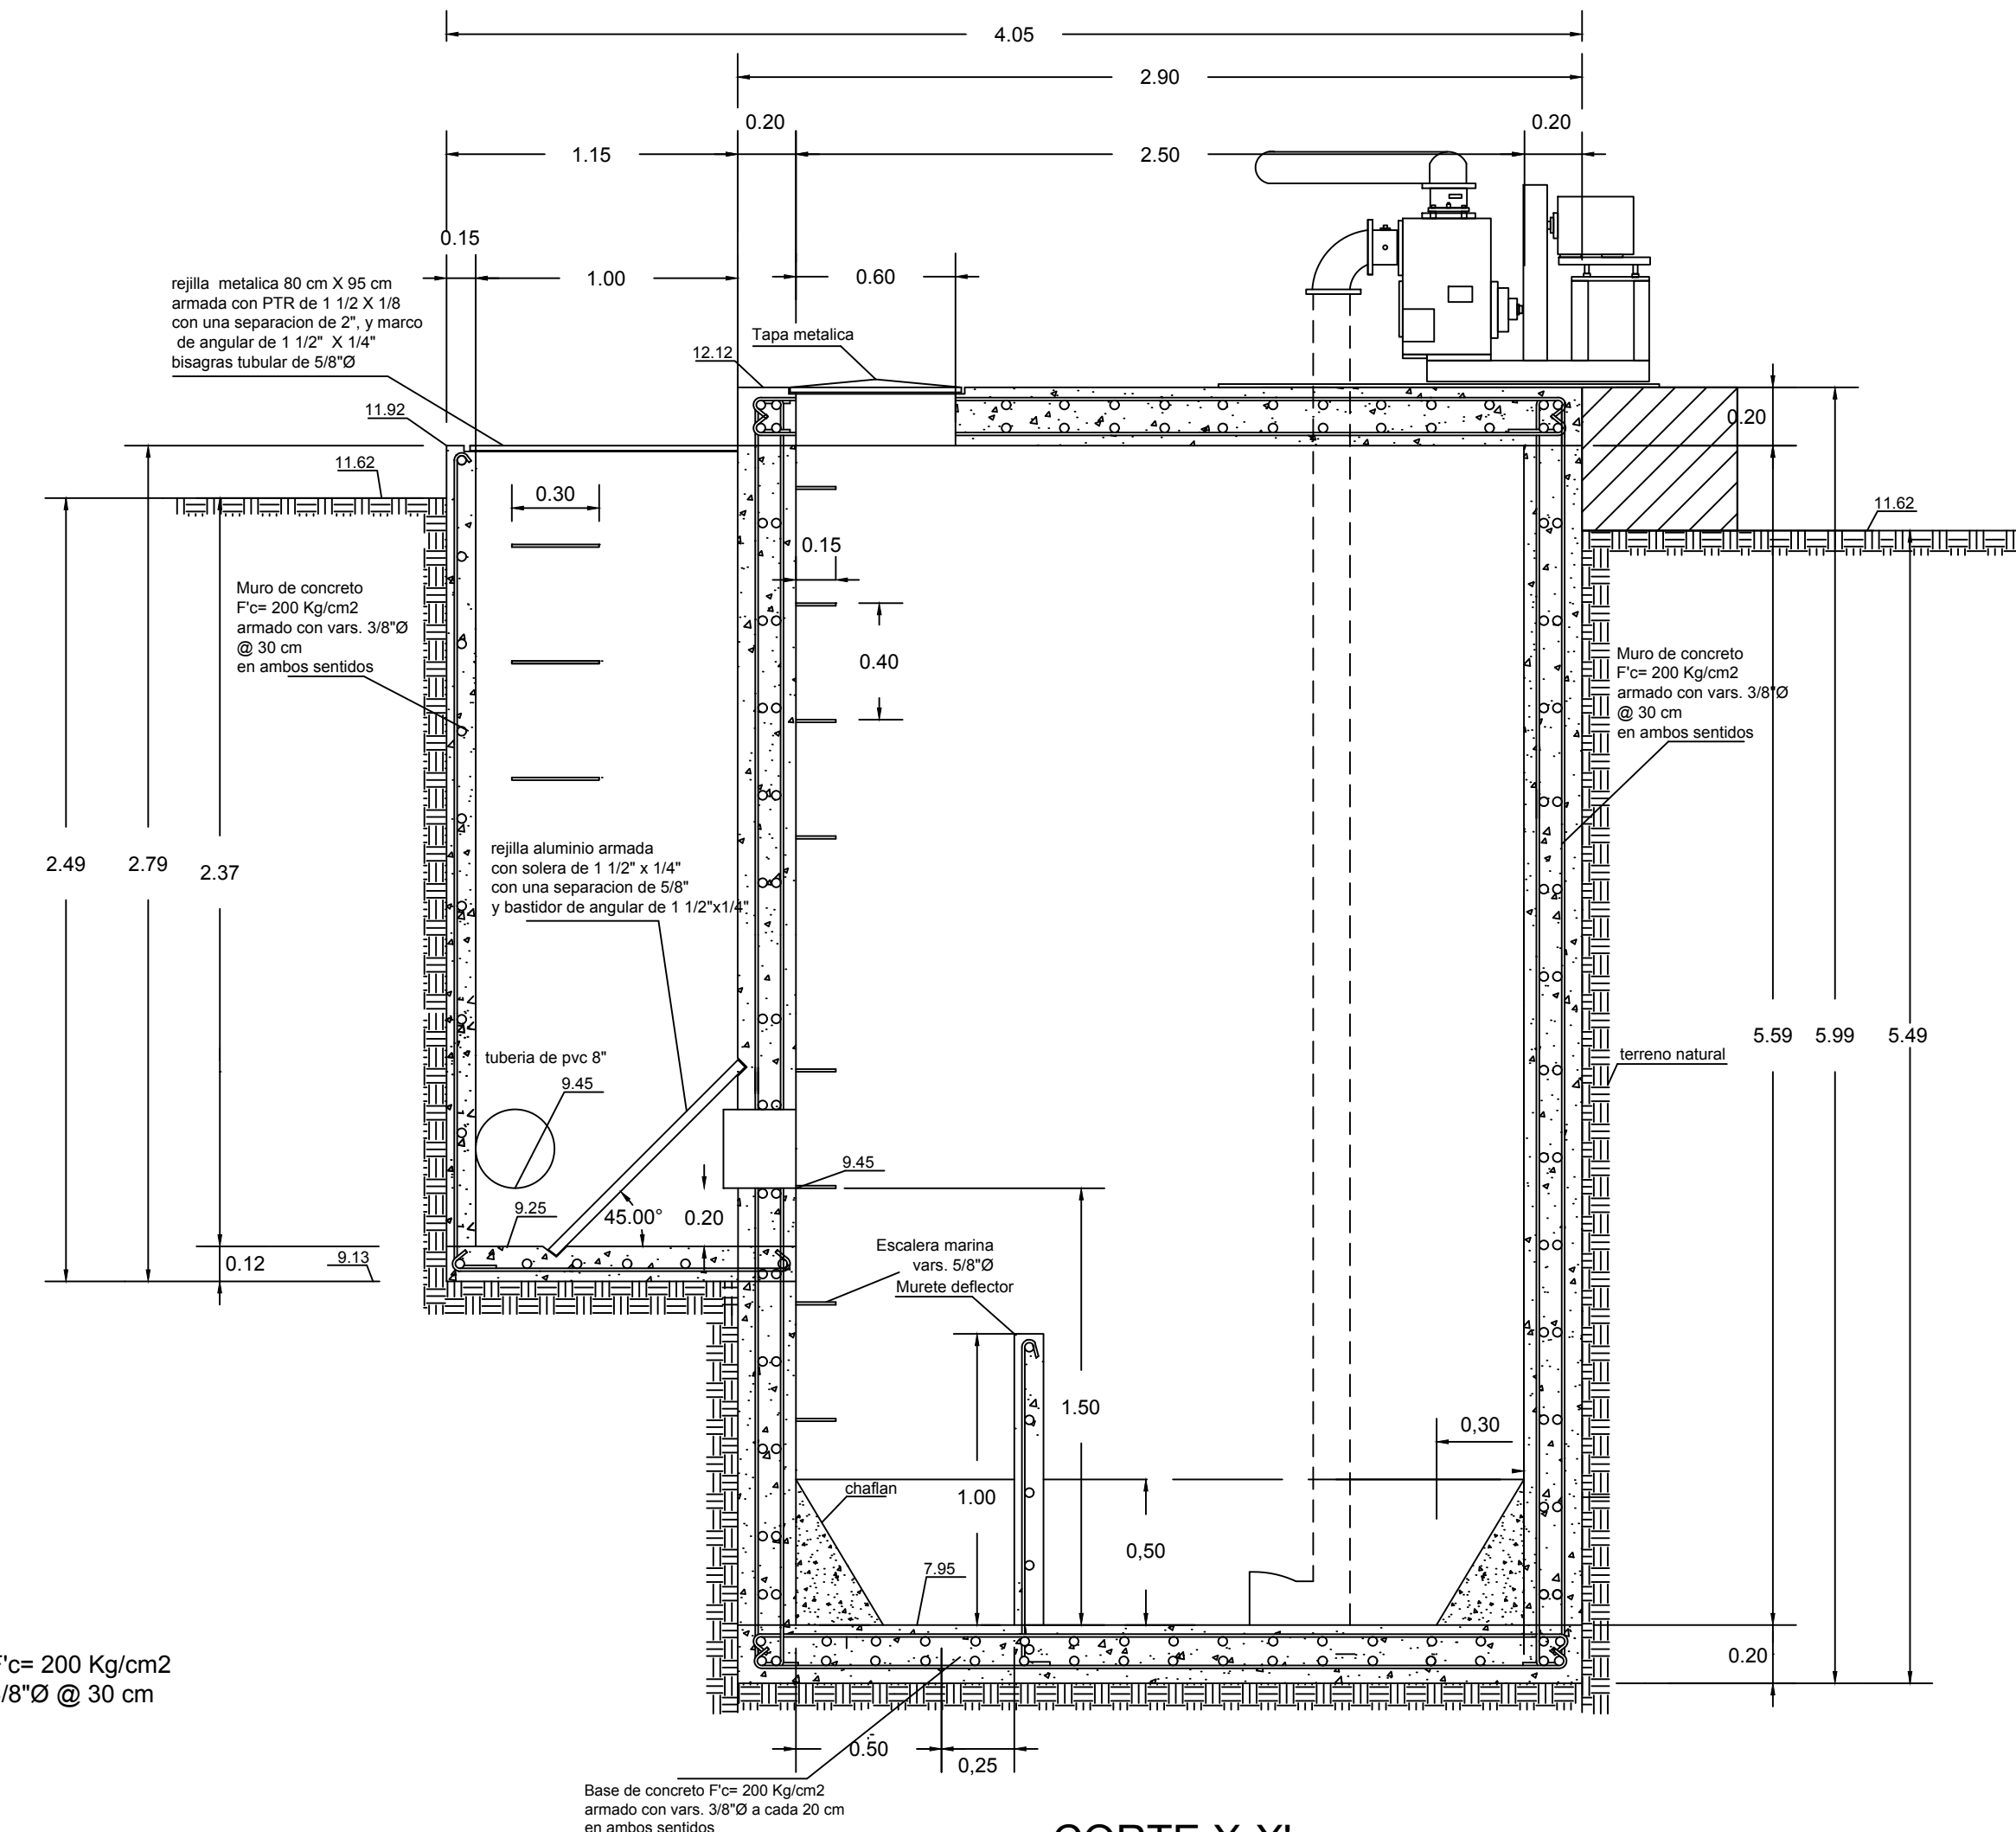 4.05
2.90
0.20
0.20
1.15
2.50
0.15
1.00
0.60
rejilla metalica 80 cm X 95 cm
armada con PTR de 1 1/2 X 1/8
con una separacion de 2", y marco
de angular de 1 1/2" X 1/4"
bisagras tubular de 5/8"Ø
Tapa metalica
12.12
11.92
0.20
11.62
0.30
11.62
0.15
Muro de concreto
F'c= 200 Kg/cm2
armado con vars. 3/8"Ø
@ 30 cm
en ambos sentidos
0.40
Muro de concreto
F'c= 200 Kg/cm2
armado con vars. 3/8"Ø
@ 30 cm
en ambos sentidos
2.49
2.79
2.37
rejilla aluminio armada
con solera de 1 1/2" x 1/4"
con una separacion de 5/8"
y bastidor de angular de 1 1/2"x1/4"
5.59
5.99
5.49
tuberia de pvc 8"
terreno natural
9.45
9.45
9.25
45.00°
0.20
Escalera marina
vars. 5/8"Ø
Murete deflector
0.12
9.13
1.50
0,30
chaflan
1.00
0,50
7.95
F'c= 200 Kg/cm2
3/8"Ø @ 30 cm
0.20
0.50
0,25
Base de concreto F'c= 200 Kg/cm2
armado con vars. 3/8"Ø a cada 20 cm
en ambos sentidos
CORTE X-X'